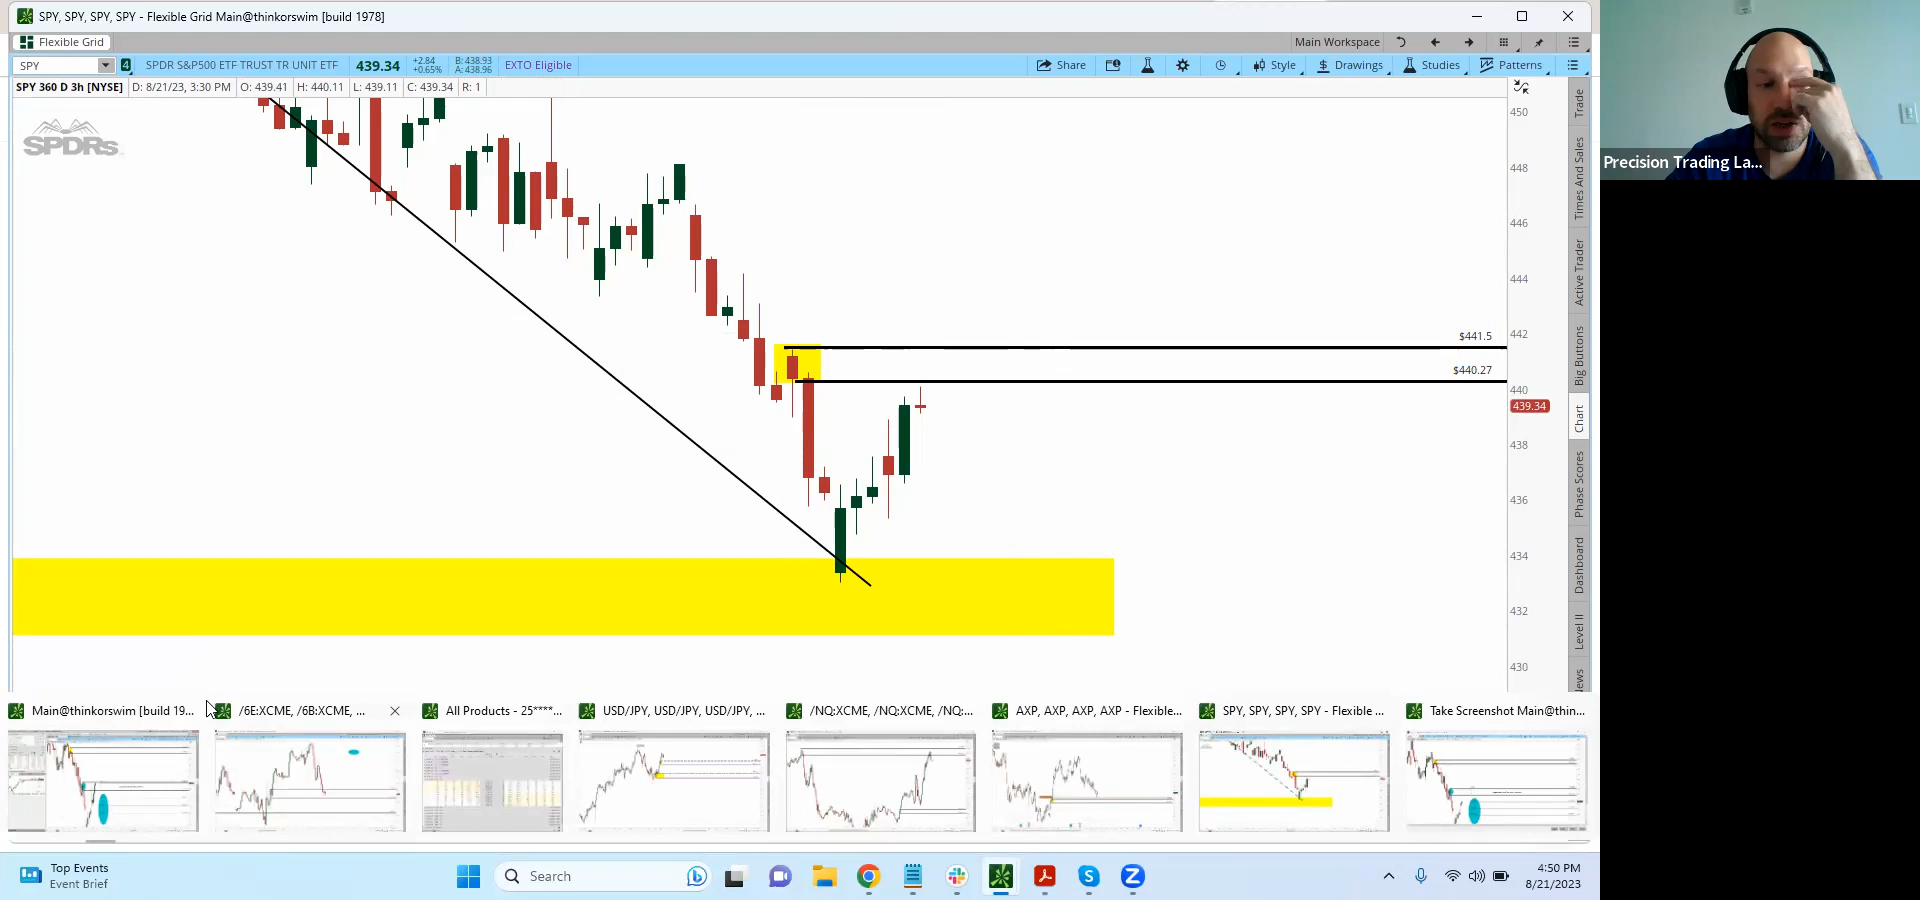 SPY, SPY, SPY, SPY - Flexible Grid Main@thinkorswim [build 1978]
Flexible Grid
Main Workspace
SPY
4
SPDR S&P500 ETF TRUST TR UNIT ETF
439.34
+2.84
+0.65%
B: 438.93
A: 438.96
EXTO Eligible
Share
Style
Drawings
Studies
Patterns
SPY 360 D 3h [NYSE]
D: 8/21/23, 3:30 PM
O: 439.41
H: 440.11
L: 439.11
C: 439.34
R: 1
SPDRs
450
448
446
444
442
440
439.34
438
436
434
432
430
$441.5
$440.27
Trade
Times And Sales
Active Trader
Big Buttons
Chart
Phase Scores
Dashboard
Level II
Precision Trading La...
Main@thinkorswim [build 19...
/6E:XCME, /6B:XCME, ...
All Products - 25****...
USD/JPY, USD/JPY, USD/JPY, ...
/NQ:XCME, /NQ:XCME, /NQ:...
AXP, AXP, AXP, AXP - Flexible...
SPY, SPY, SPY, SPY - Flexible ...
Take Screenshot Main@thin...
Top Events
Event Brief
Search
4:50 PM
8/21/2023